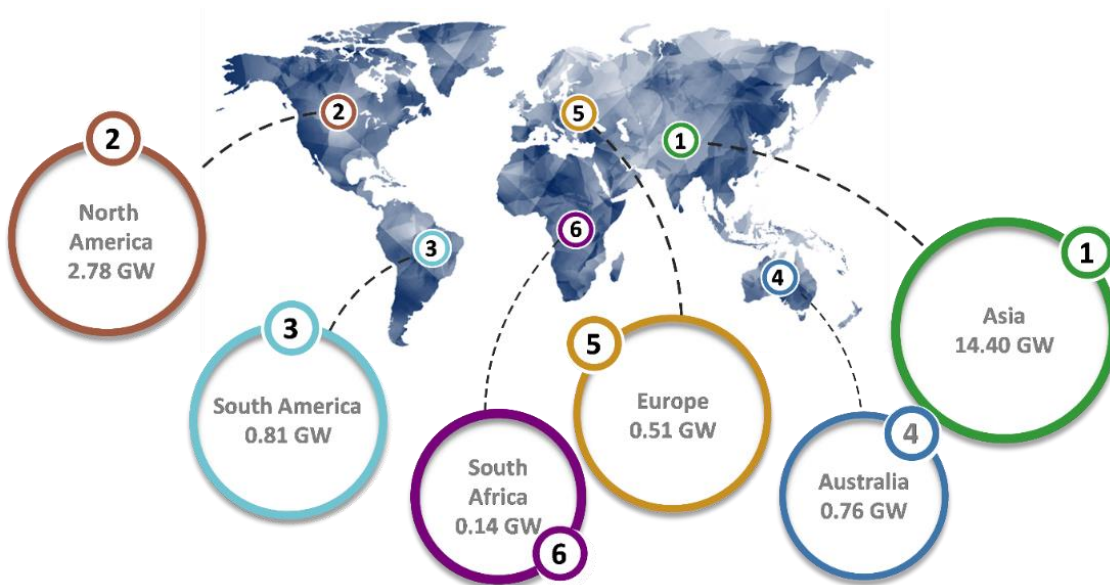 2
5
1
3
6
4
2
North
America
2.78 GW
1
Asia
14.40 GW
3
South America
0.81 GW
5
Europe
0.51 GW
4
Australia
0.76 GW
South
Africa
0.14 GW
6